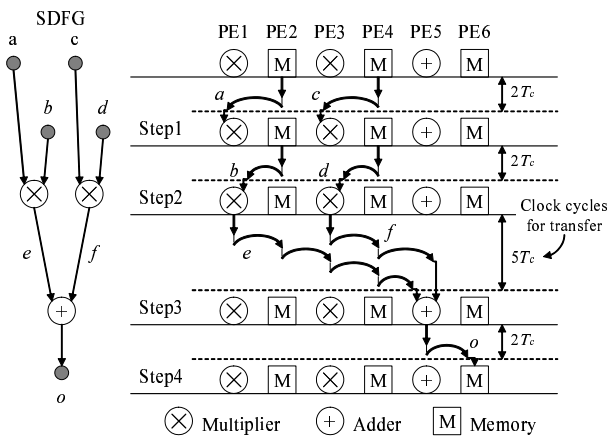 SDFG
a c
b d
× ×
e f
+
o
PE1 PE2 PE3 PE4 PE5 PE6
× M × M + M
a c 2Tc
Step1 × M × M + M
b d 2Tc
Step2 × M × M + M
Clock cycles
for transfer
e f 5Tc
Step3 × M × M + M
o 2Tc
Step4 × M × M + M
× Multiplier + Adder M Memory